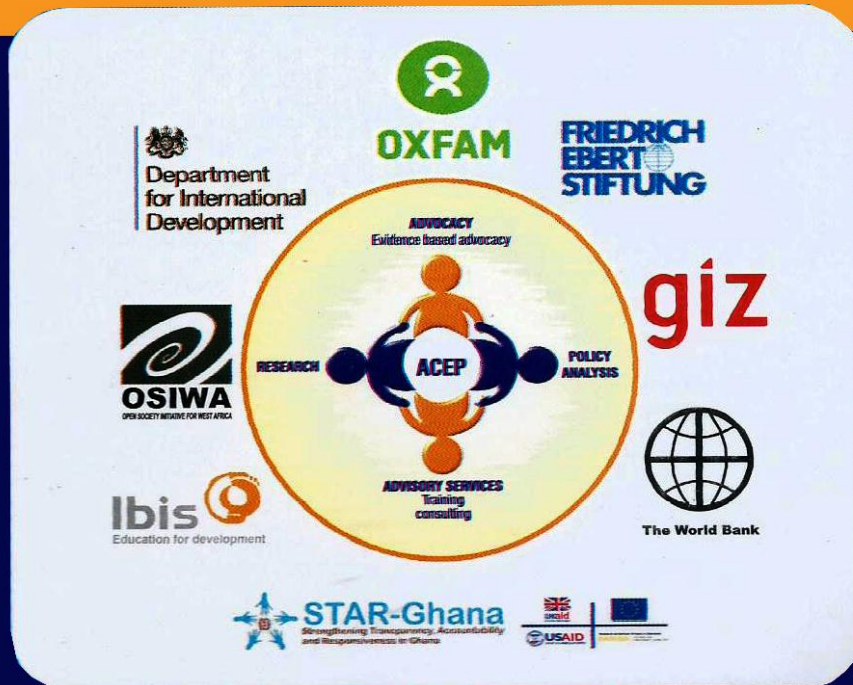 OXFAM
FRIEDRICH
EBERT
STIFTUNG
Department
for International
Development
ADVOCACY
Evidence based advocacy
giz
RESEARCH
ACEP
POLICY
ANALYSIS
OSIWA
OPEN SOCIETY INITIATIVE FOR WEST AFRICA
ADVISORY SERVICES
Training
consulting
Ibis
Education for development
The World Bank
STAR-Ghana
Strengthening Transparency, Accountability
and Responsiveness in Ghana
UKaid
USAID